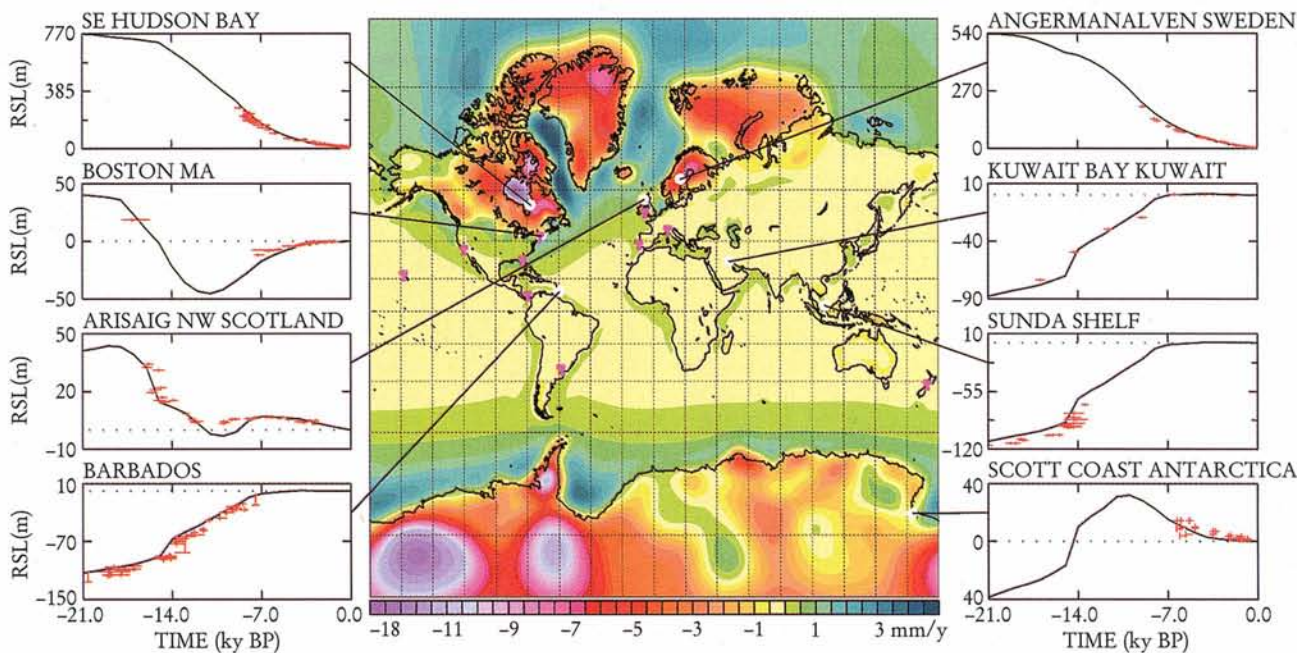 SE HUDSON BAY
770
385
0
RSL(m)
BOSTON MA
50
0
−50
RSL(m)
ARISAIG NW SCOTLAND
50
20
−10
RSL(m)
BARBADOS
10
−70
−150
RSL(m)
−21.0 −14.0 −7.0 0.0
TIME (ky BP)
−18 −11 −9 −7 −5 −3 −1 1 3 mm/y
ANGERMANALVEN SWEDEN
540
270
0
KUWAIT BAY KUWAIT
10
−40
−90
SUNDA SHELF
10
−55
−120
SCOTT COAST ANTARCTICA
40
0
40
−21.0 −14.0 −7.0 0.0
TIME (ky BP)